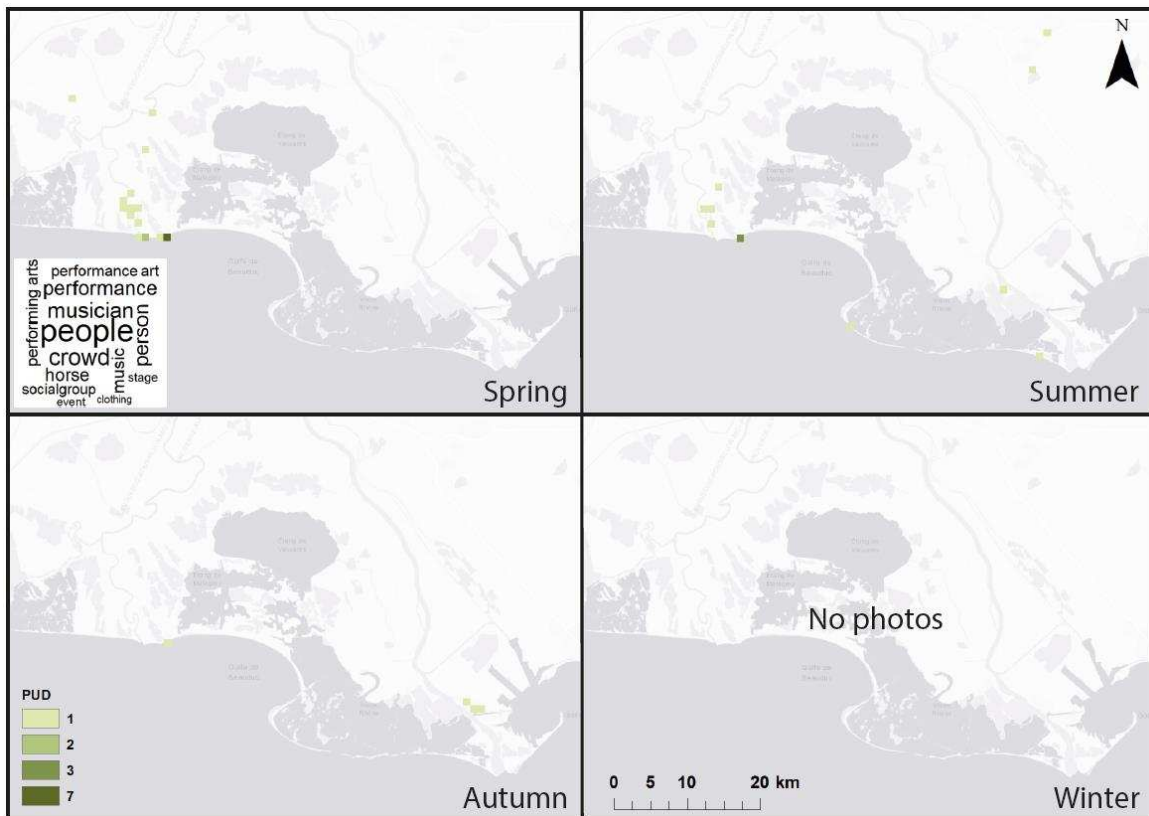 performing arts
performance art
performance
musician
people
person
crowd
music
horse
stage
socialgroup
event
clothing
Spring
N
Summer
PUD
1
2
3
7
Autumn
No photos
0 5 10 20 km
Winter